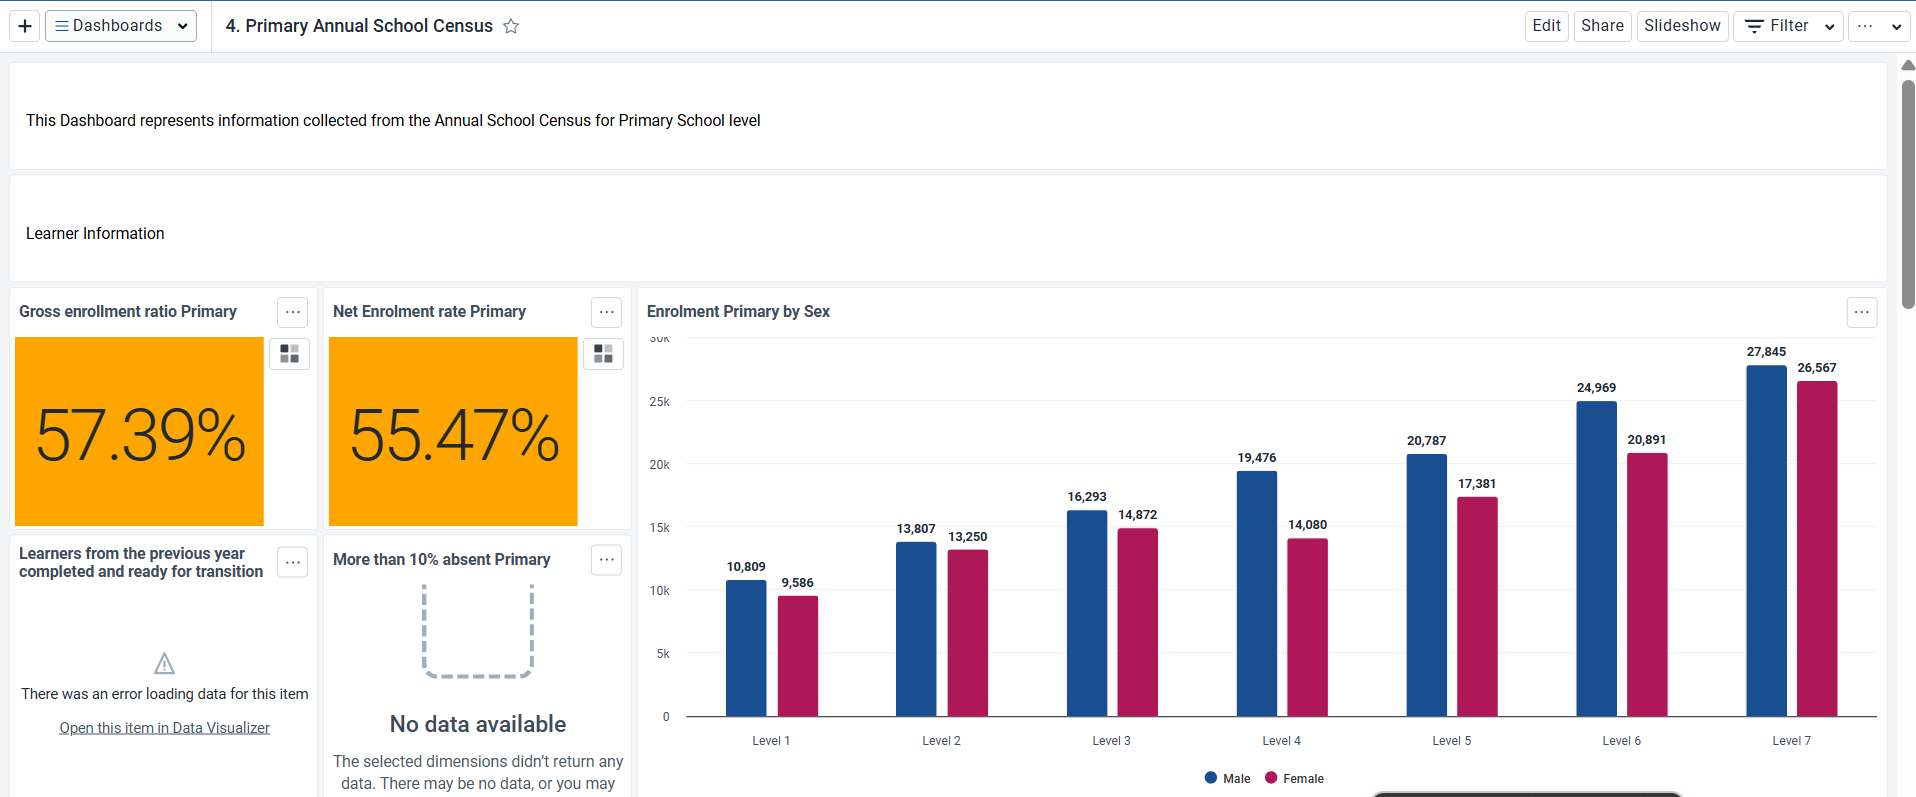 Dashboards
4. Primary Annual School Census
Edit
Share
Slideshow
Filter
This Dashboard represents information collected from the Annual School Census for Primary School level
Learner Information
Gross enrollment ratio Primary
57.39%
Net Enrolment rate Primary
55.47%
Enrolment Primary by Sex
30k
25k
20k
15k
10k
5k
0
10,809
9,586
13,807
13,250
16,293
14,872
19,476
14,080
20,787
17,381
24,969
20,891
27,845
26,567
Level 1
Level 2
Level 3
Level 4
Level 5
Level 6
Level 7
Male
Female
Learners from the previous year
completed and ready for transition
There was an error loading data for this item
Open this item in Data Visualizer
More than 10% absent Primary
No data available
The selected dimensions didn’t return any
data. There may be no data, or you may